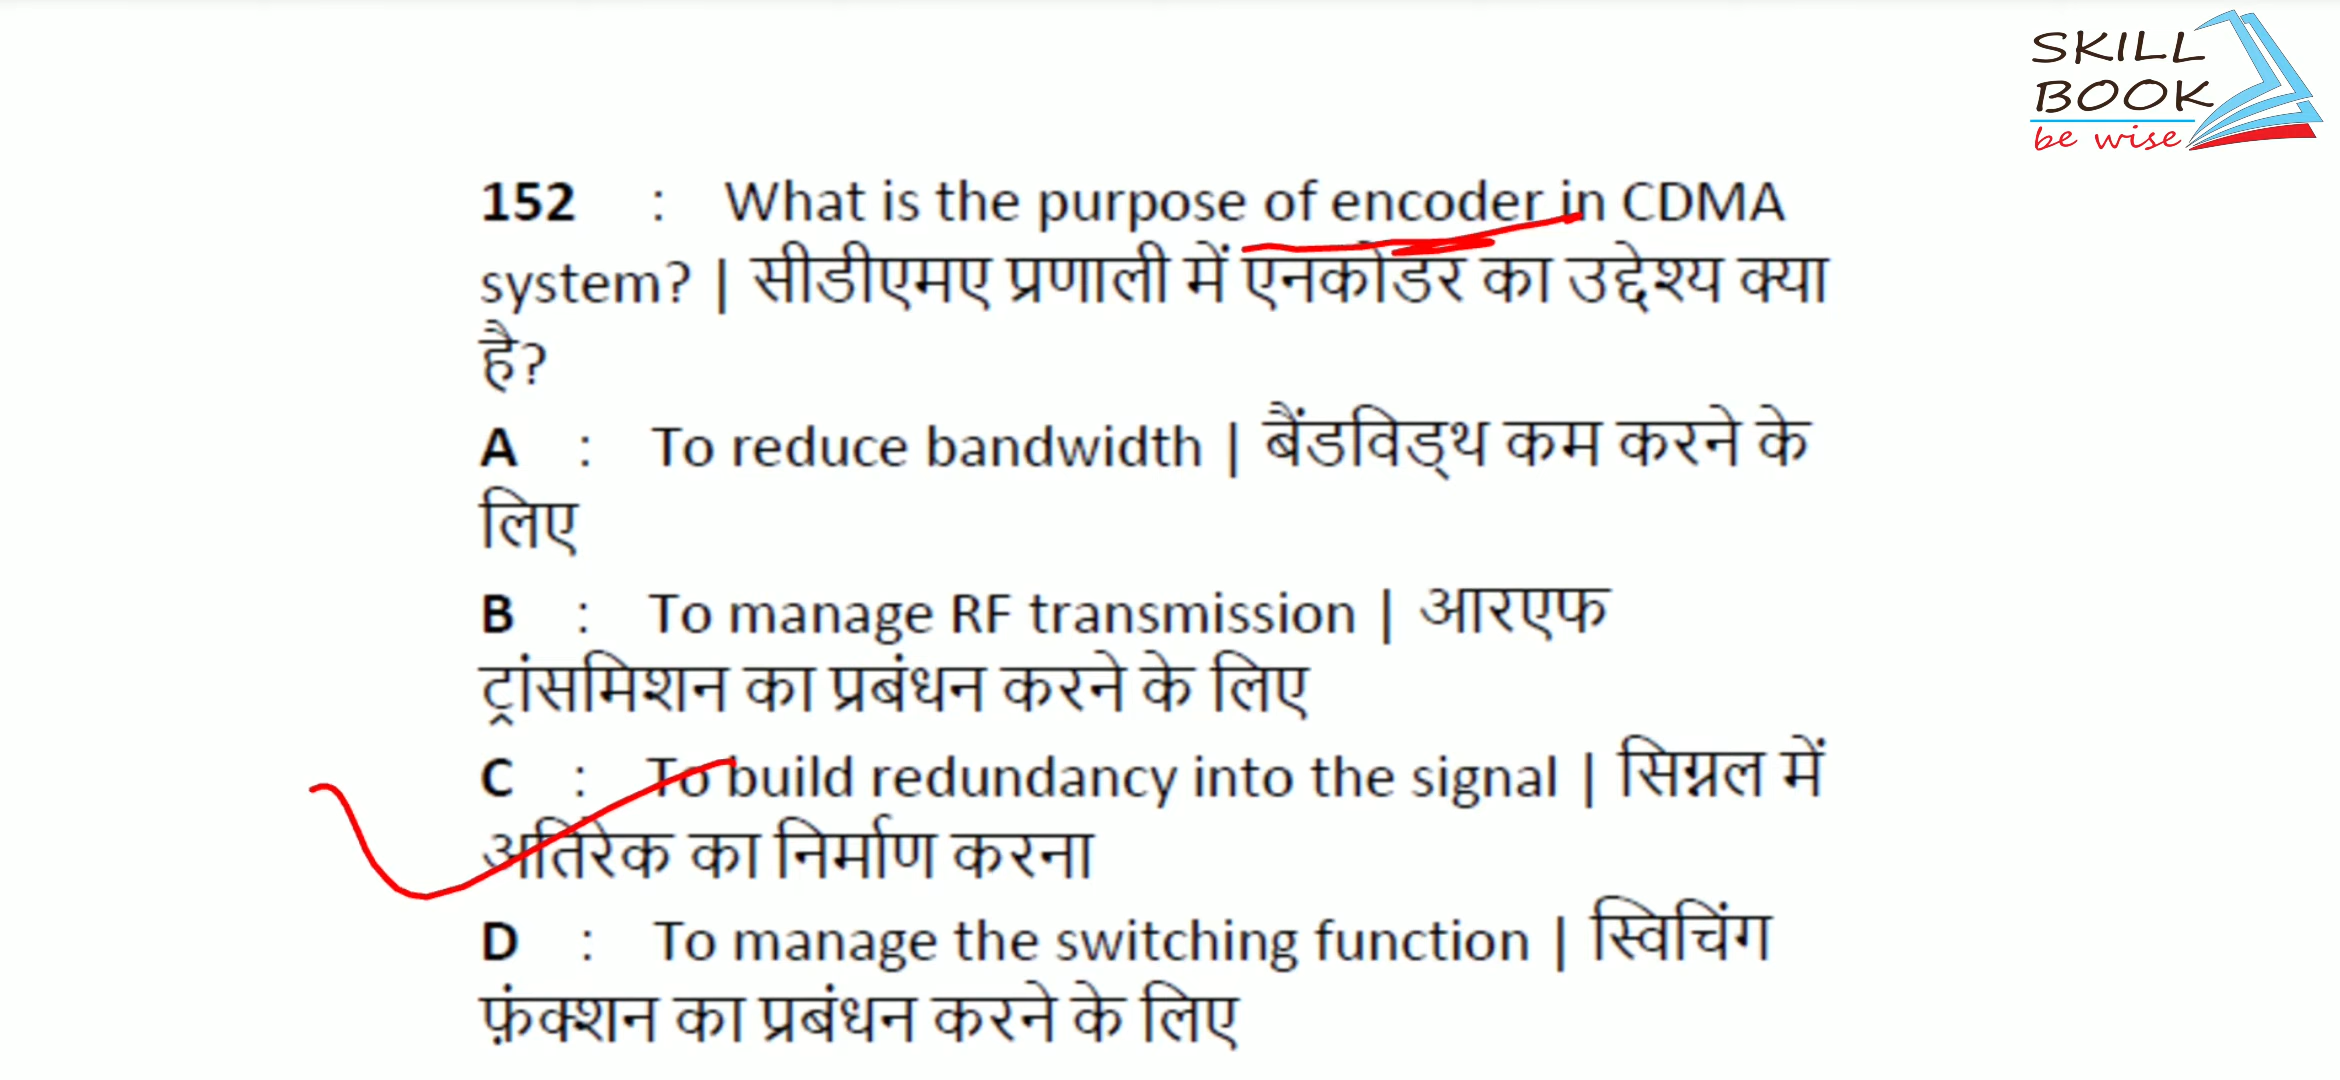 SKILL
BOOK
be wise
152 : What is the purpose of encoder in CDMA
system? | सीडीएमए प्रणाली में एनकोडर का उद्देश्य क्या
है?
A : To reduce bandwidth | बैंडविड्थ कम करने के
लिए
B : To manage RF transmission | आरएफ
ट्रांसमिशन का प्रबंधन करने के लिए
C : To build redundancy into the signal | सिग्नल में
अतिरेक का निर्माण करना
D : To manage the switching function | स्विचिंग
फ़ंक्शन का प्रबंधन करने के लिए